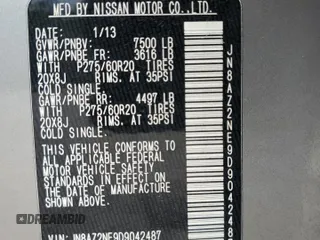 MFD BY NISSAN MOTOR CO.,LTD.
DATE: 1/13
GVWR/PNBV: 7500 LB
GAWR/PNBE FR: 3616 LB
WITH P275/60R20 TIRES
20X8J RIMS. AT 35PSI
COLD SINGLE.
GAWR/PNBE RR: 4497 LB
WITH P275/60R20 TIRES
20X8J RIMS. AT 35PSI
COLD SINGLE.
THIS VEHICLE CONFORMS
TO ALL APPLICABLE FEDERAL
MOTOR VEHICLE SAFETY
STANDARDS IN EFFECT ON
THE DATE OF MANUFACTURE
SHOWN ABOVE.
VIN: JN8AZ2NE9D9042487
JN8AZ2NE9D904248
DREAMBID